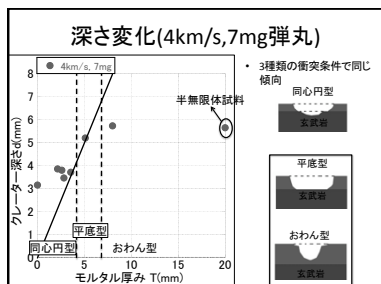 深さ変化(4km/s,7mg弾丸)
4km/s, 7mg
8
7
6
5
4
3
2
1
0
クレーター深さd(mm)
半無限体試料
平底型
同心円型
おわん型
0
5
10
15
20
モルタル厚み T(mm)
• 3種類の衝突条件で同じ
傾向
同心円型
玄武岩
平底型
玄武岩
おわん型
玄武岩